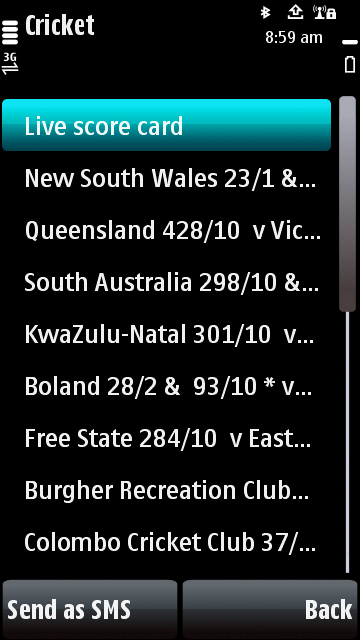 Cricket
8:59 am
3G
Live score card
New South Wales 23/1 &...
Queensland 428/10  v Vic...
South Australia 298/10 &...
KwaZulu-Natal 301/10  v...
Boland 28/2 &  93/10 * v...
Free State 284/10  v East...
Burgher Recreation Club...
Colombo Cricket Club 37/...
Send as SMS
Back